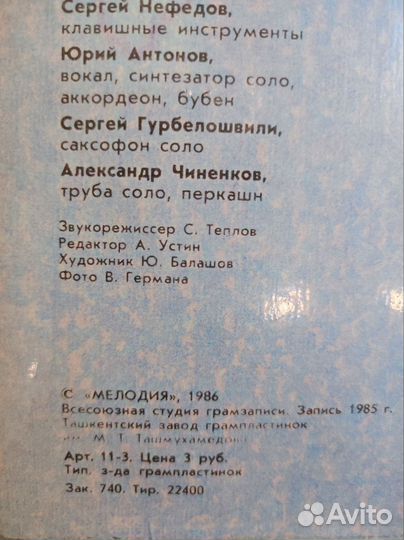 Сергей Нефедов,
клавишные инструменты
Юрий Антонов,
вокал, синтезатор соло,
аккордеон, бубен
Сергей Гурбелошвили,
саксофон соло
Александр Чиненков,
труба соло, перкашн
Звукорежиссер С. Теплов
Редактор А. Устин
Художник Ю. Балашов
Фото В. Германа
© «МЕЛОДИЯ», 1986
Всесоюзная студия грамзаписи. Запись 1985 г.
Ташкентский завод грампластинок
им. М. Т. Ташмухамедова
Арт. 11-3. Цена 3 руб.
Тип. з-да грампластинок
Зак. 740. Тир. 22400
Avito